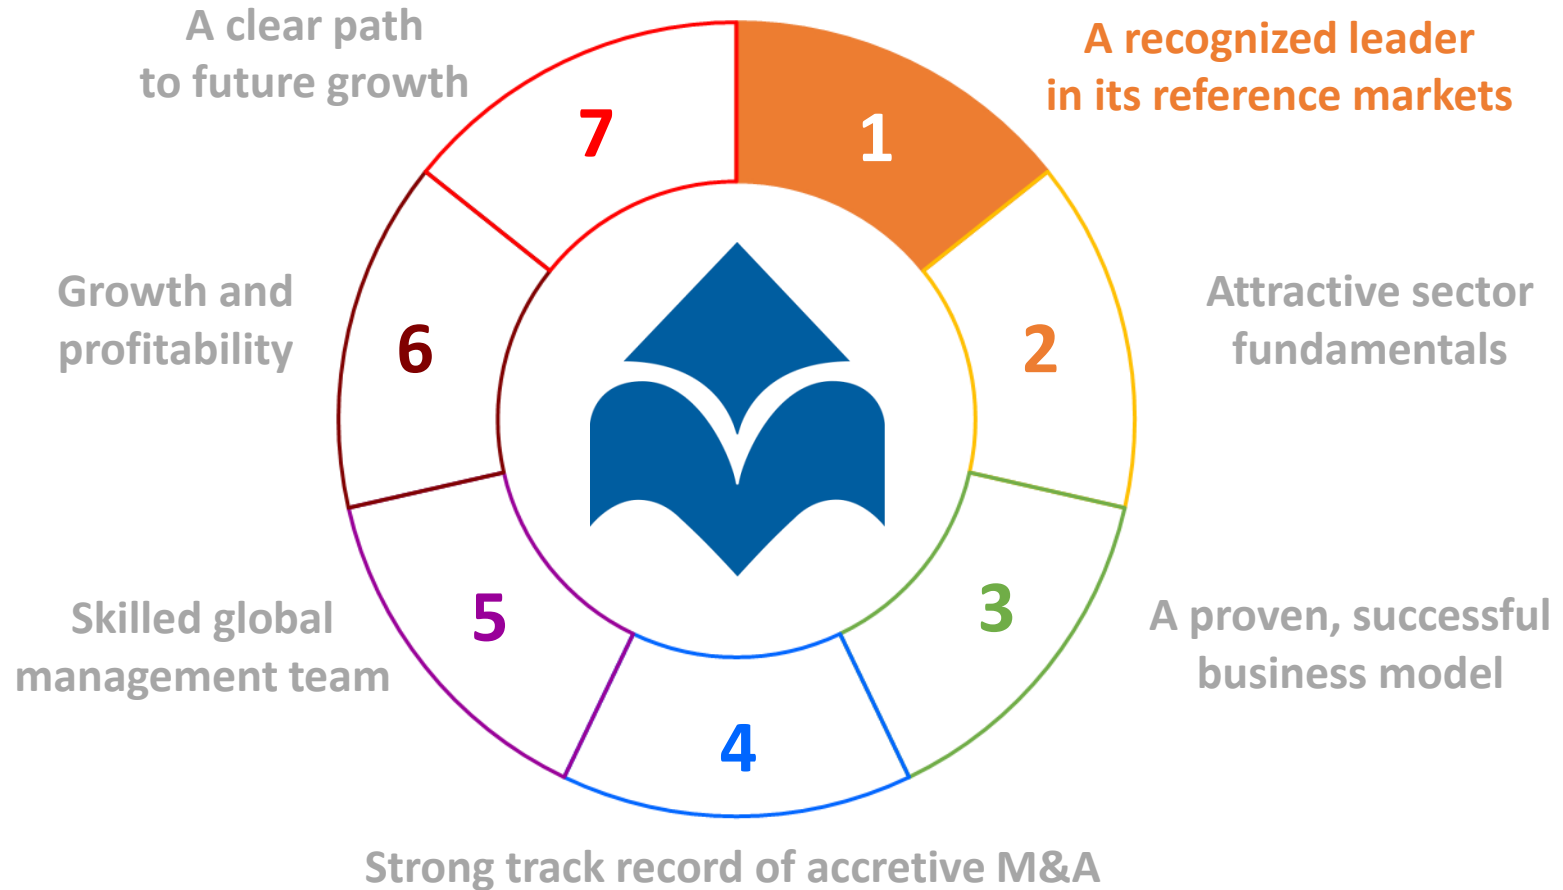 A clear path
to future growth
7
1
A recognized leader
in its reference markets
Growth and
profitability
6
2
Attractive sector
fundamentals
Skilled global
management team
5
3
A proven, successful
business model
4
Strong track record of accretive M&A